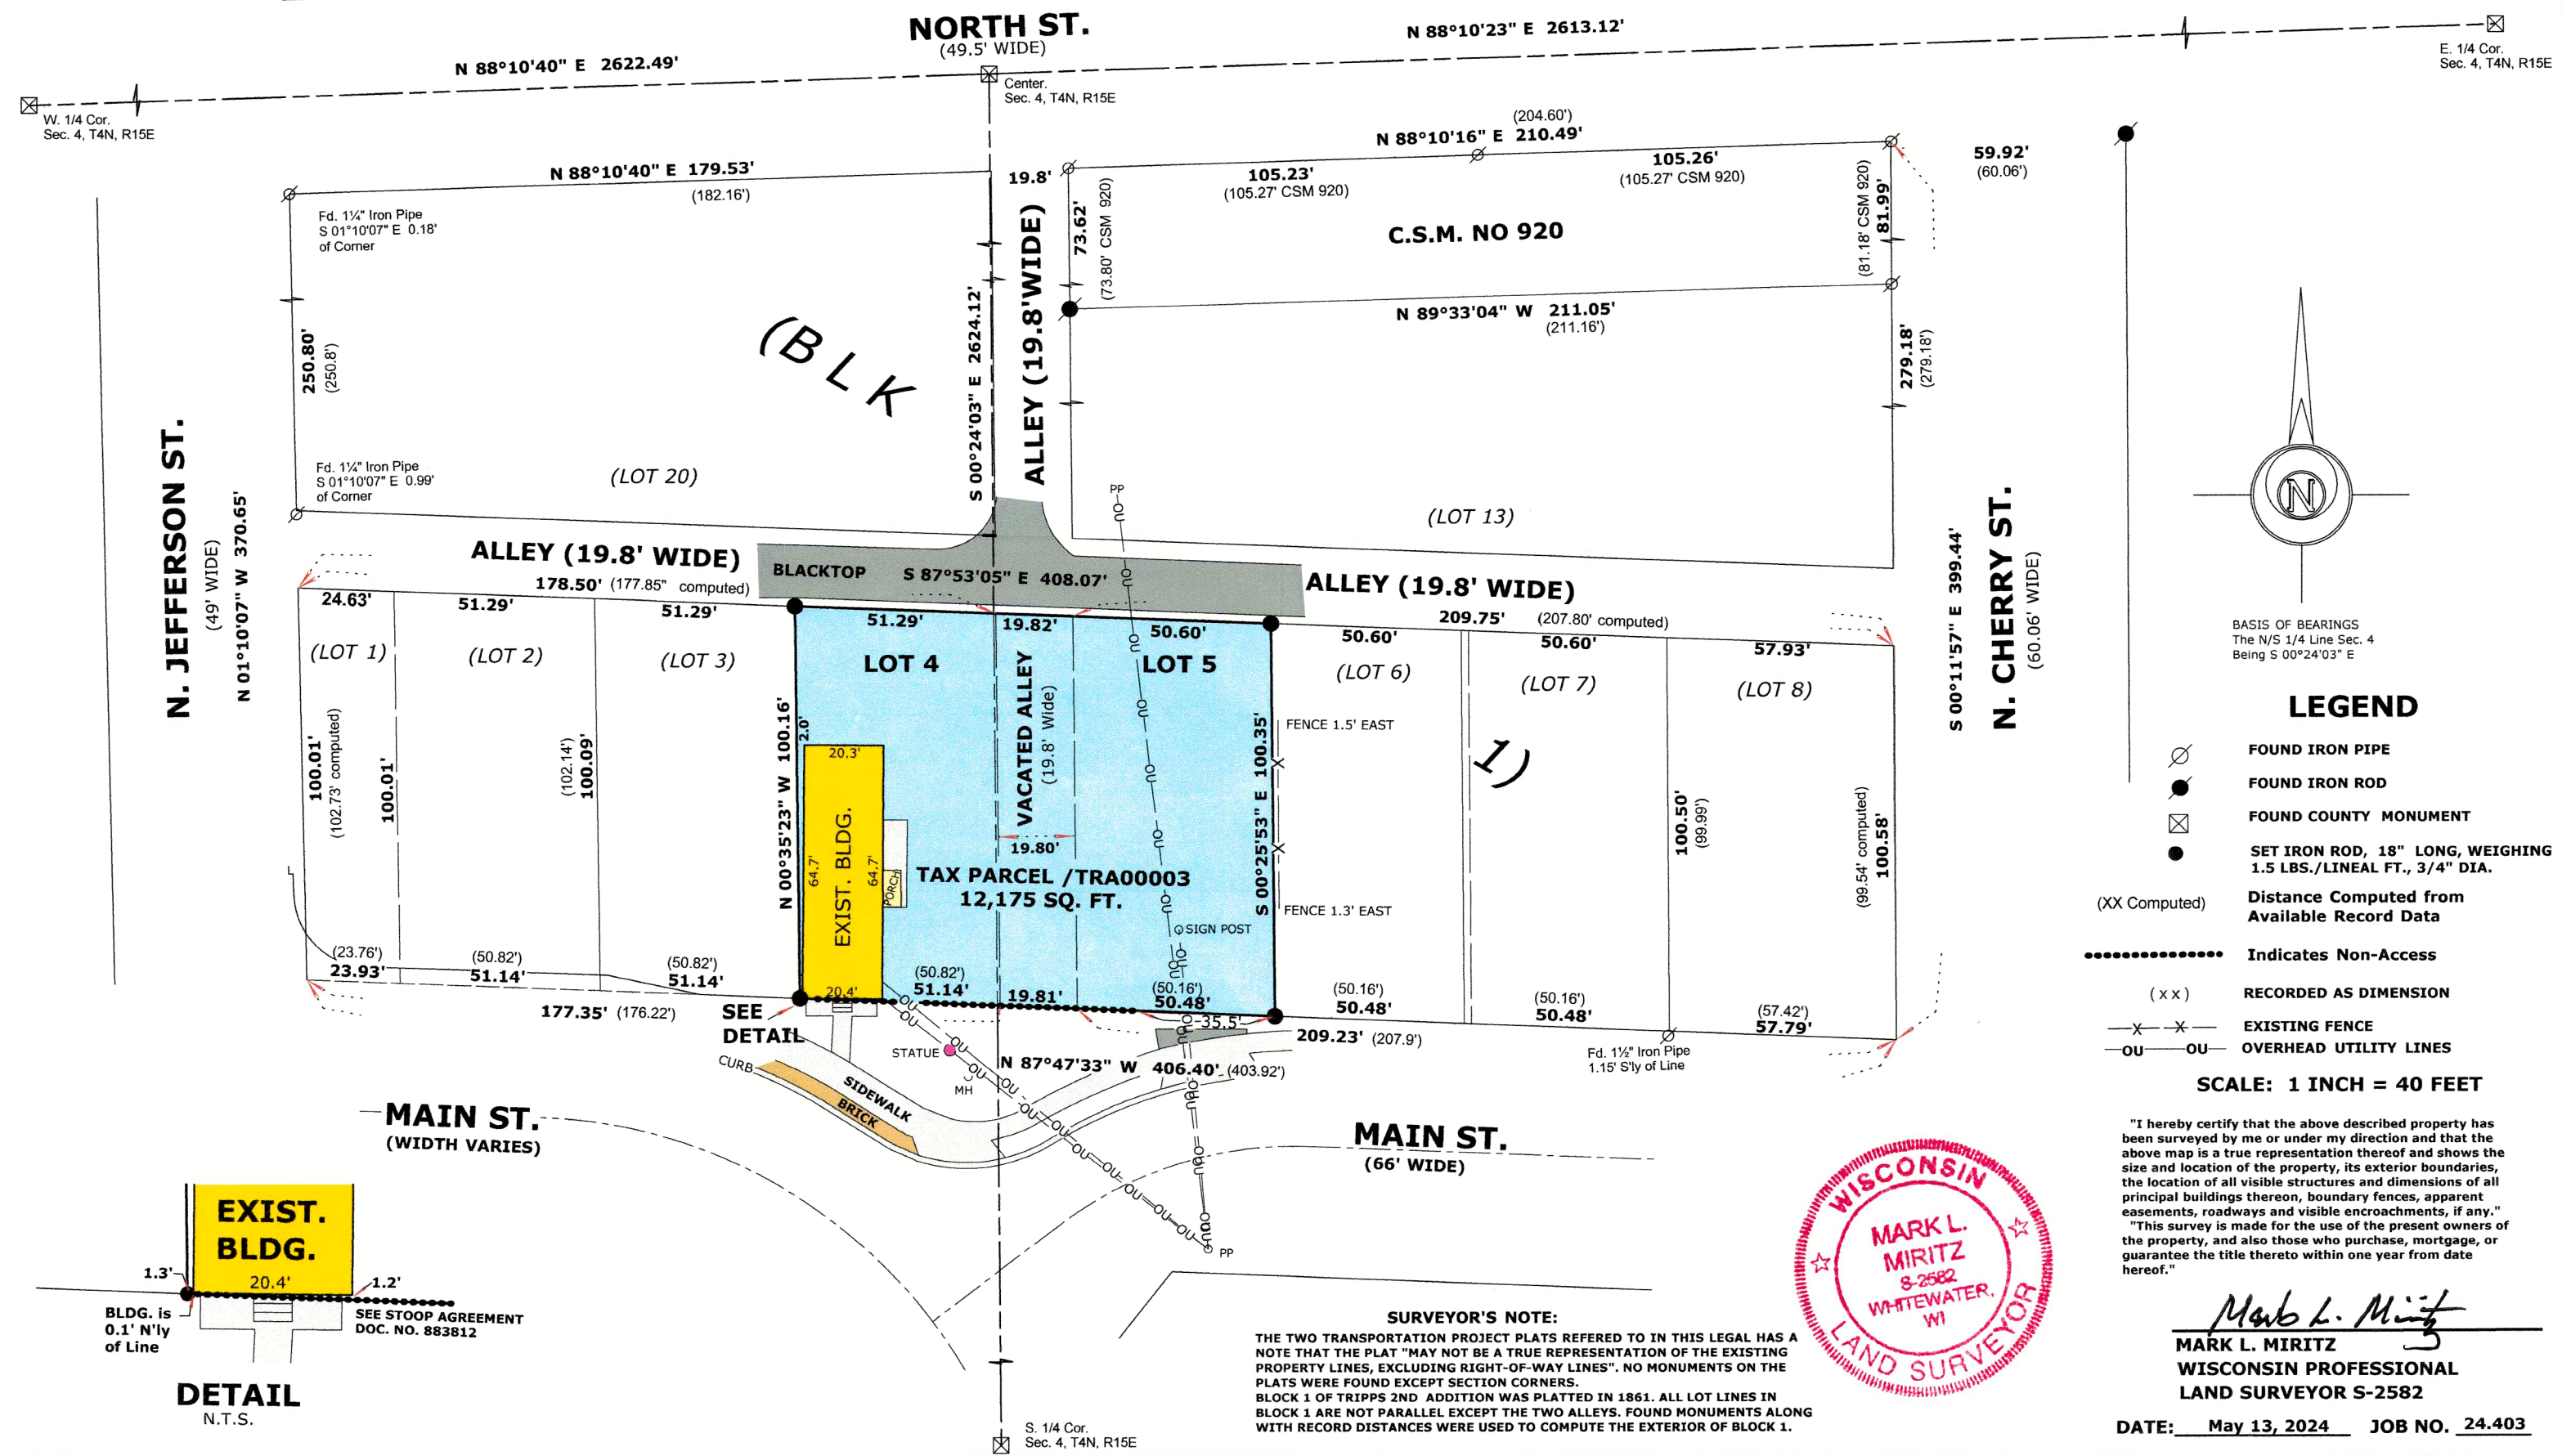 NORTH ST.
(49.5' WIDE)
N 88°10'40" E 2622.49'
N 88°10'23" E 2613.12'
W. 1/4 Cor.
Sec. 4, T4N, R15E
Center.
Sec. 4, T4N, R15E
E. 1/4 Cor.
Sec. 4, T4N, R15E
N 88°10'40" E 179.53'
(182.16')
19.8'
(204.60')
N 88°10'16" E 210.49'
105.23'
(105.27' CSM 920)
105.26'
(105.27' CSM 920)
59.92'
(60.06')
Fd. 1¼" Iron Pipe
S 01°10'07" E 0.18'
of Corner
73.62'
(73.80' CSM 920)
C.S.M. NO 920
(81.18' CSM 920)
81.99'
N 89°33'04" W 211.05'
(211.16')
250.80'
(250.8')
(BLK
S 00°24'03" E 2624.12'
ALLEY (19.8'WIDE)
279.18'
(279.18')
Fd. 1¼" Iron Pipe
S 01°10'07" E 0.99'
of Corner
(LOT 20)
PP
(LOT 13)
N. JEFFERSON ST.
(49' WIDE)
N 01°10'07" W 370.65'
S 00°11'57" E 399.44'
N. CHERRY ST.
(60.06' WIDE)
N
BASIS OF BEARINGS
The N/S 1/4 Line Sec. 4
Being S 00°24'03" E
ALLEY (19.8' WIDE)
178.50' (177.85" computed)
BLACKTOP S 87°53'05" E 408.07'
ALLEY (19.8' WIDE)
209.75' (207.80' computed)
24.63'
51.29'
51.29'
51.29'
19.82'
50.60'
50.60'
50.60'
57.93'
(LOT 1)
(LOT 2)
(LOT 3)
LOT 4
LOT 5
(LOT 6)
(LOT 7)
(LOT 8)
100.01'
(102.73' computed)
100.01'
(102.14')
100.09'
N 00°35'23" W 100.16'
2.0'
20.3'
64.7'
64.7'
EXIST. BLDG.
PORCH
20.4'
VACATED ALLEY
(19.8' Wide)
19.80'
TAX PARCEL /TRA00003
12,175 SQ. FT.
SIGN POST
S 00°25'53" E 100.35'
FENCE 1.5' EAST
FENCE 1.3' EAST
1)
100.50'
(99.99')
(99.54' computed)
100.58'
OU
OU
OU
OU
OU
OU
OU
OU
(23.76')
23.93'
(50.82')
51.14'
(50.82')
51.14'
(50.82')
51.14'
19.81'
(50.16')
50.48'
(50.16')
50.48'
(50.16')
50.48'
(57.42')
57.79'
177.35' (176.22')
SEE
DETAIL
35.5'
209.23' (207.9')
Fd. 1½" Iron Pipe
1.15' S'ly of Line
STATUE
MH
N 87°47'33" W 406.40' (403.92')
CURB
SIDEWALK
BRICK
OU
OU
OU
OU
OU
OU
OU
OU
OU
OU
OU
OU
PP
MAIN ST.
(WIDTH VARIES)
MAIN ST.
(66' WIDE)
EXIST.
BLDG.
20.4'
1.3'
1.2'
BLDG. is
0.1' N'ly
of Line
SEE STOOP AGREEMENT
DOC. NO. 883812
DETAIL
N.T.S.
S. 1/4 Cor.
Sec. 4, T4N, R15E
SURVEYOR'S NOTE:
THE TWO TRANSPORTATION PROJECT PLATS REFERED TO IN THIS LEGAL HAS A
NOTE THAT THE PLAT "MAY NOT BE A TRUE REPRESENTATION OF THE EXISTING
PROPERTY LINES, EXCLUDING RIGHT-OF-WAY LINES". NO MONUMENTS ON THE
PLATS WERE FOUND EXCEPT SECTION CORNERS.
BLOCK 1 OF TRIPPS 2ND ADDITION WAS PLATTED IN 1861. ALL LOT LINES IN
BLOCK 1 ARE NOT PARALLEL EXCEPT THE TWO ALLEYS. FOUND MONUMENTS ALONG
WITH RECORD DISTANCES WERE USED TO COMPUTE THE EXTERIOR OF BLOCK 1.
LEGEND
FOUND IRON PIPE
FOUND IRON ROD
FOUND COUNTY MONUMENT
SET IRON ROD, 18" LONG, WEIGHING
1.5 LBS./LINEAL FT., 3/4" DIA.
(XX Computed) Distance Computed from
Available Record Data
Indicates Non-Access
(xx) RECORDED AS DIMENSION
X X EXISTING FENCE
OU OU OVERHEAD UTILITY LINES
SCALE: 1 INCH = 40 FEET
"I hereby certify that the above described property has
been surveyed by me or under my direction and that the
above map is a true representation thereof and shows the
size and location of the property, its exterior boundaries,
the location of all visible structures and dimensions of all
principal buildings thereon, boundary fences, apparent
easements, roadways and visible encroachments, if any."
"This survey is made for the use of the present owners of
the property, and also those who purchase, mortgage, or
guarantee the title thereto within one year from date
hereof."
WISCONSIN
MARK L.
MIRITZ
S-2582
WHITEWATER,
WI
LAND SURVEYOR
Mark L. Miritz
MARK L. MIRITZ
WISCONSIN PROFESSIONAL
LAND SURVEYOR S-2582
DATE: May 13, 2024 JOB NO. 24.403